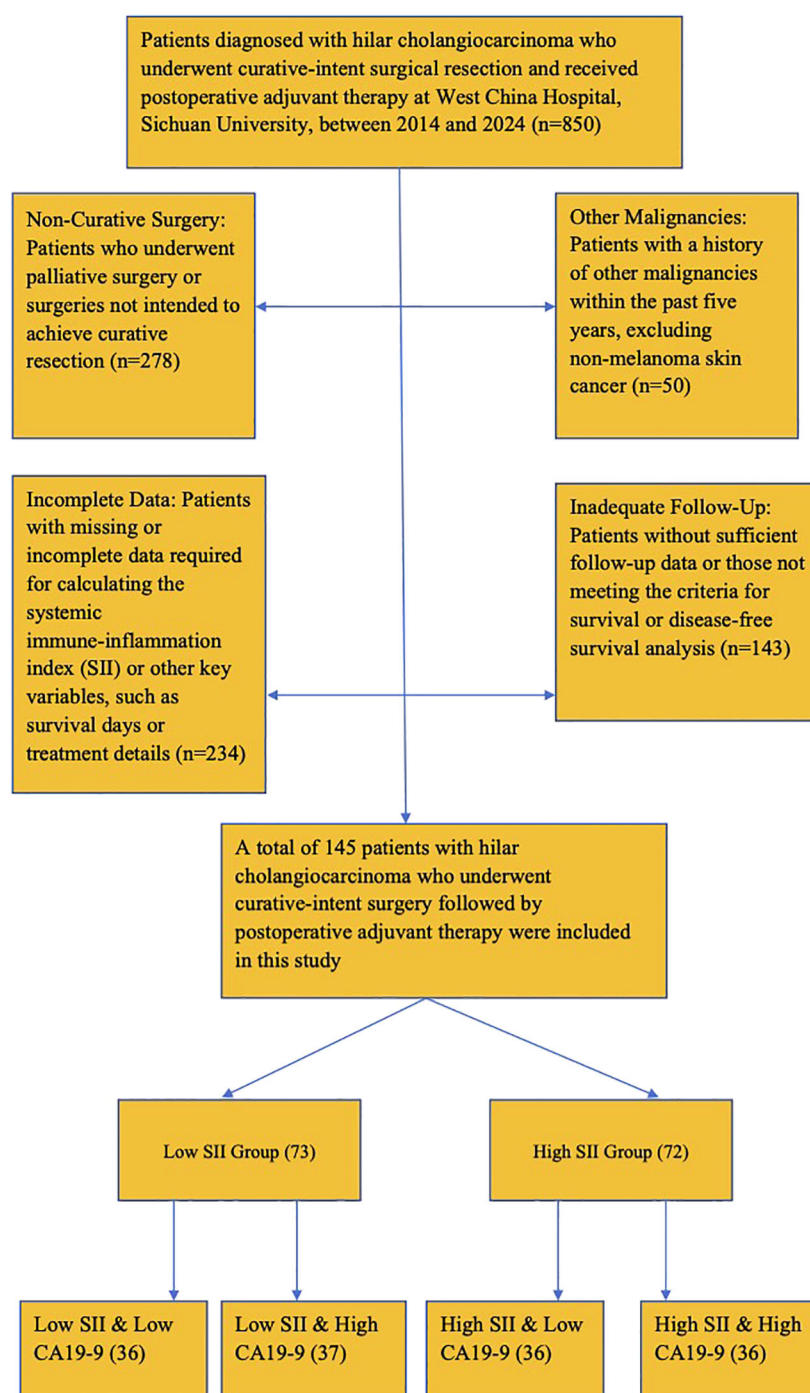 Patients diagnosed with hilar cholangiocarcinoma who
underwent curative-intent surgical resection and received
postoperative adjuvant therapy at West China Hospital,
Sichuan University, between 2014 and 2024 (n=850)
Non-Curative Surgery:
Patients who underwent
palliative surgery or
surgeries not intended to
achieve curative
resection (n=278)
Other Malignancies:
Patients with a history
of other malignancies
within the past five
years, excluding
non-melanoma skin
cancer (n=50)
Incomplete Data: Patients
with missing or
incomplete data required
for calculating the
systemic
immune-inflammation
index (SII) or other key
variables, such as
survival days or
treatment details (n=234)
Inadequate Follow-Up:
Patients without sufficient
follow-up data or those not
meeting the criteria for
survival or disease-free
survival analysis (n=143)
A total of 145 patients with hilar
cholangiocarcinoma who underwent
curative-intent surgery followed by
postoperative adjuvant therapy were included
in this study
Low SII Group (73)
High SII Group (72)
Low SII & Low
CA19-9 (36)
Low SII & High
CA19-9 (37)
High SII & Low
CA19-9 (36)
High SII & High
CA19-9 (36)